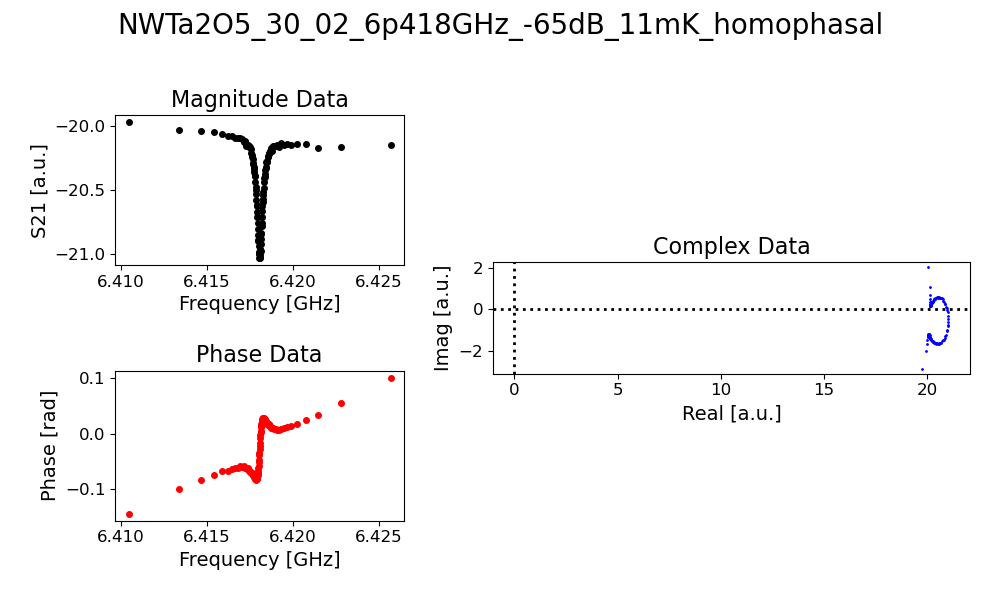 NWTa2O5_30_02_6p418GHz_-65dB_11mK_homophasal
Magnitude Data
S21 [a.u.]
−20.0
−20.5
−21.0
6.410 6.415 6.420 6.425
Frequency [GHz]
Phase Data
Phase [rad]
0.1
0.0
−0.1
6.410 6.415 6.420 6.425
Frequency [GHz]
Complex Data
Imag [a.u.]
2
0
−2
0 5 10 15 20
Real [a.u.]